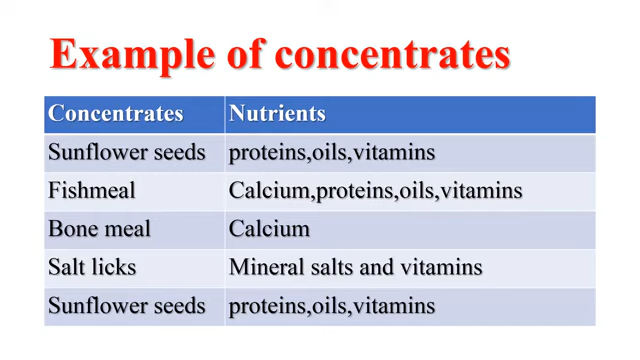 Example of concentrates
Concentrates Nutrients
Sunflower seeds proteins,oils,vitamins
Fishmeal Calcium,proteins,oils,vitamins
Bone meal Calcium
Salt licks Mineral salts and vitamins
Sunflower seeds proteins,oils,vitamins